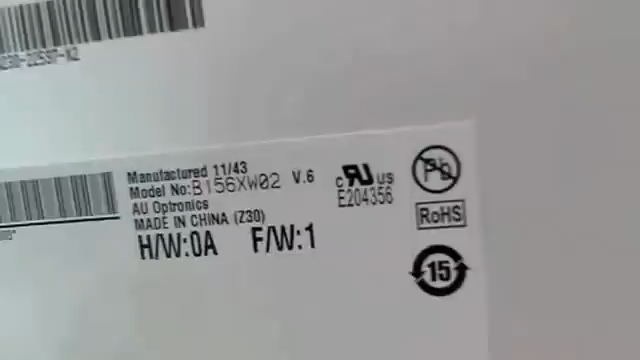 Manufactured 11/43
Model No:B156XW02 V.6
AU Optronics
MADE IN CHINA (Z30)
H/W:0A F/W:1
c RU us
E204356
Pb
RoHS
15